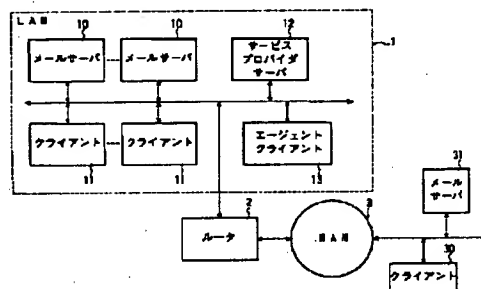 LAN
10
10
12
メールサーバ
メールサーバ
サービス
プロバイダ
サーバ
1
クライアント
クライアント
エージェント
クライアント
11
11
13
31
メール
サーバ
2
ルータ
3
WAN
30
クライアント